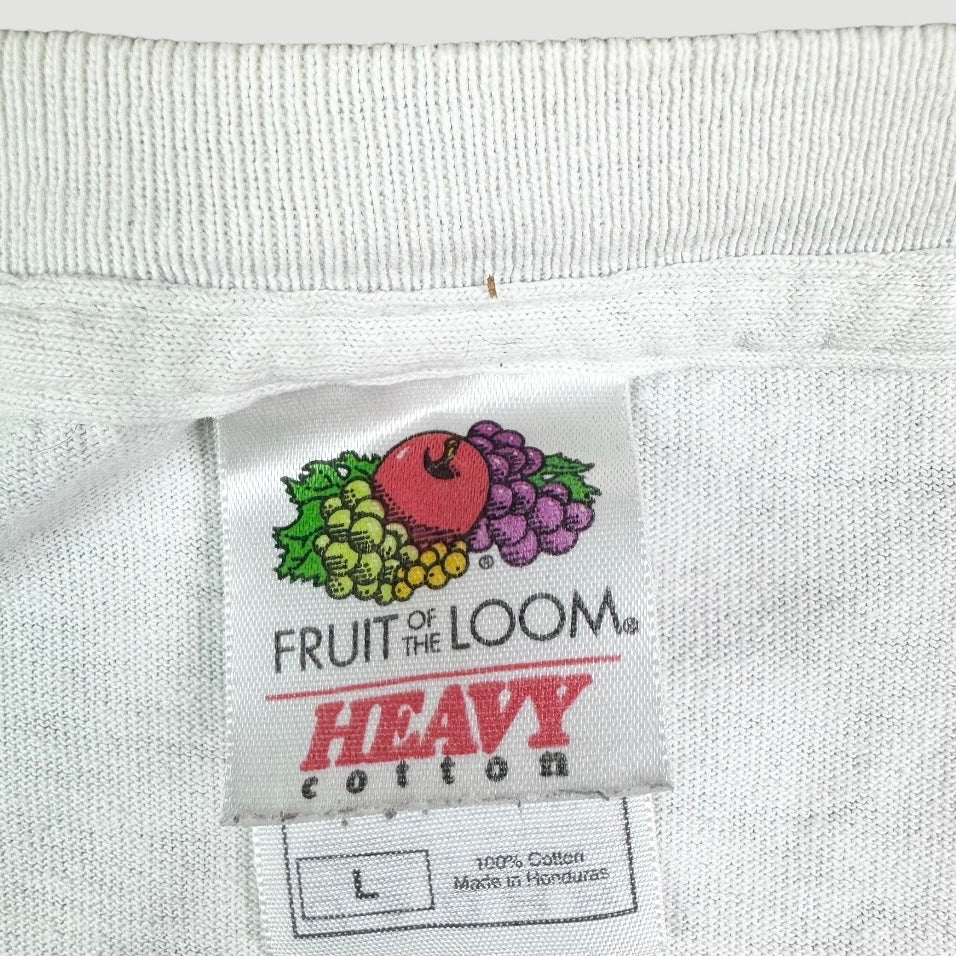 ®
FRUIT OF THE LOOM®
HEAVY
cotton
L
100% Cotton
Made in Honduras